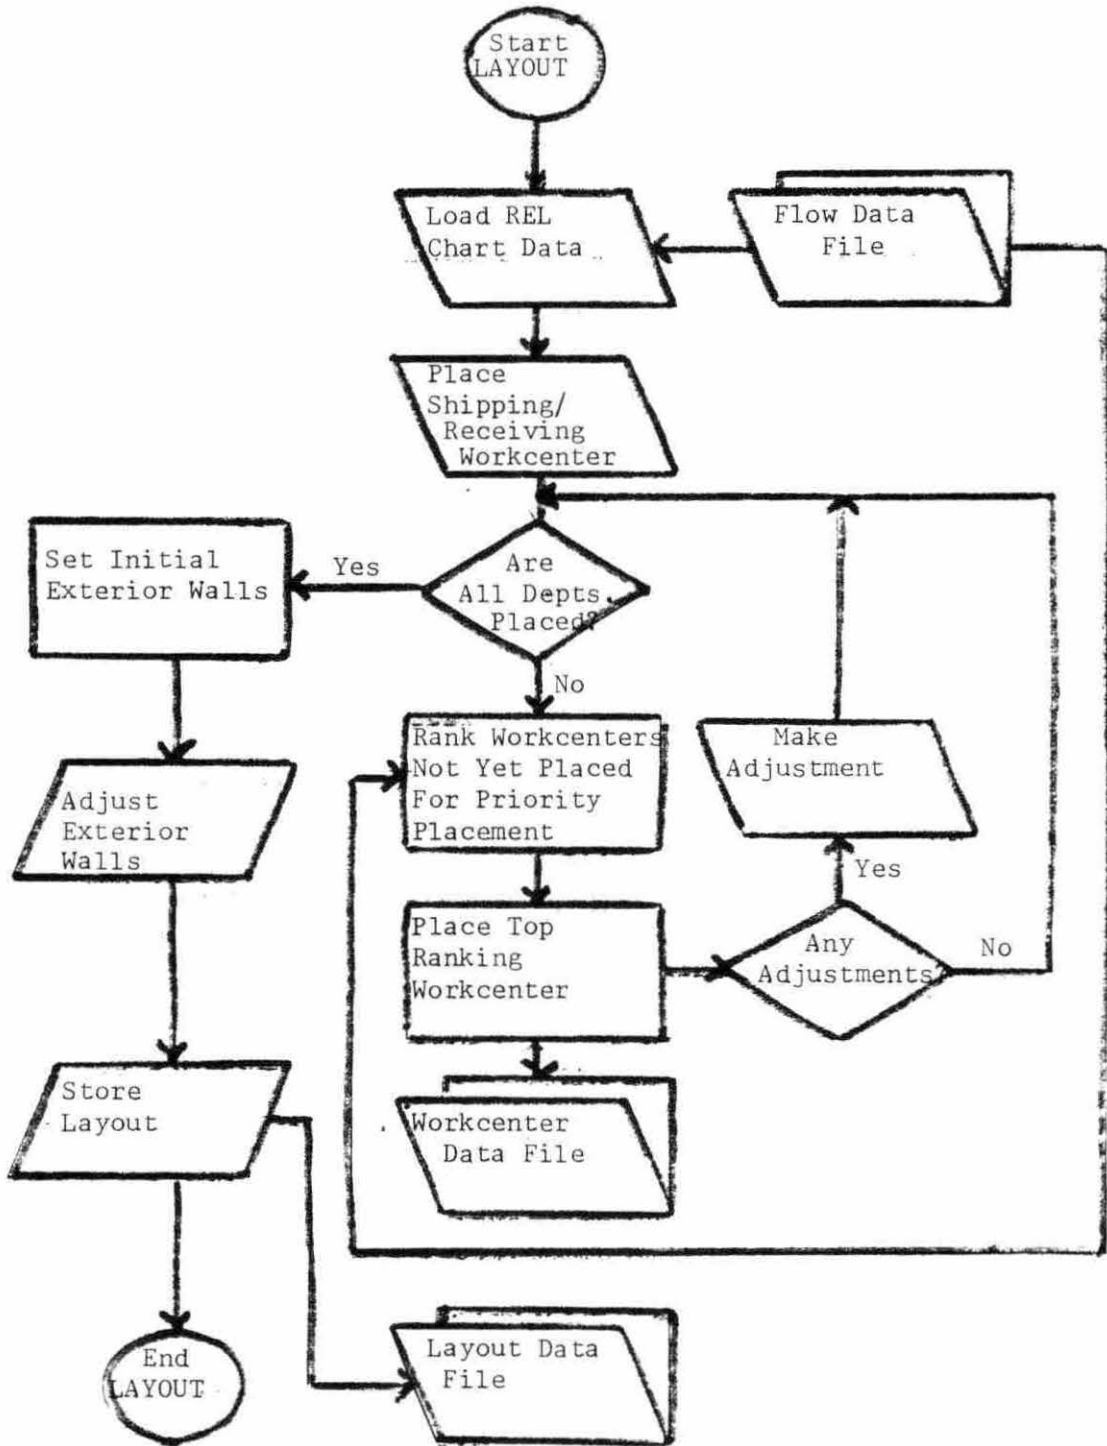 Start
LAYOUT
Load REL
Chart Data
Flow Data
File
Place
Shipping/
Receiving
Workcenter
Set Initial
Exterior Walls
Yes
Are
All Depts.
Placed?
No
Rank Workcenters
Not Yet Placed
For Priority
Placement
Make
Adjustment
Adjust
Exterior
Walls
Yes
Place Top
Ranking
Workcenter
Any
Adjustments
No
Store
Layout
Workcenter
Data File
End
LAYOUT
Layout Data
File